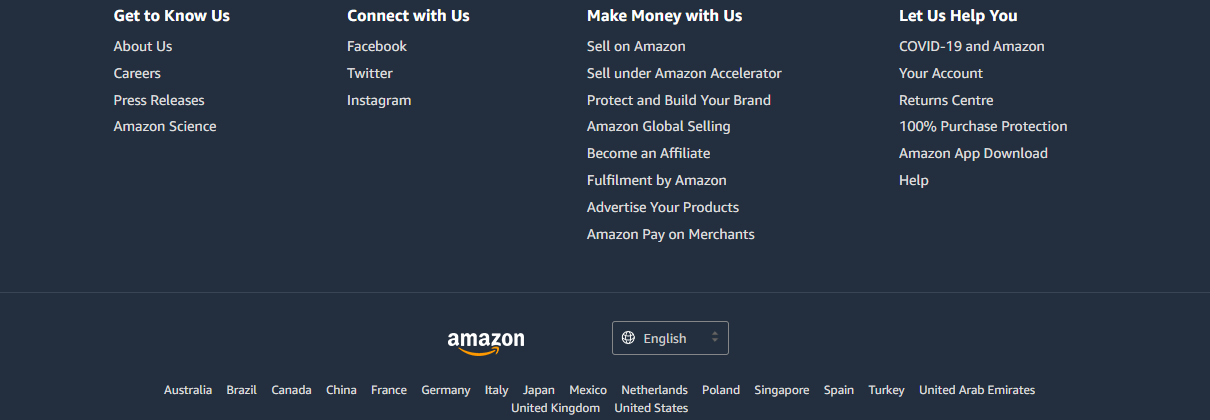 Get to Know Us
About Us
Careers
Press Releases
Amazon Science
Connect with Us
Facebook
Twitter
Instagram
Make Money with Us
Sell on Amazon
Sell under Amazon Accelerator
Protect and Build Your Brand
Amazon Global Selling
Become an Affiliate
Fulfilment by Amazon
Advertise Your Products
Amazon Pay on Merchants
Let Us Help You
COVID-19 and Amazon
Your Account
Returns Centre
100% Purchase Protection
Amazon App Download
Help
amazon
English
Australia Brazil Canada China France Germany Italy Japan Mexico Netherlands Poland Singapore Spain Turkey United Arab Emirates
United Kingdom United States